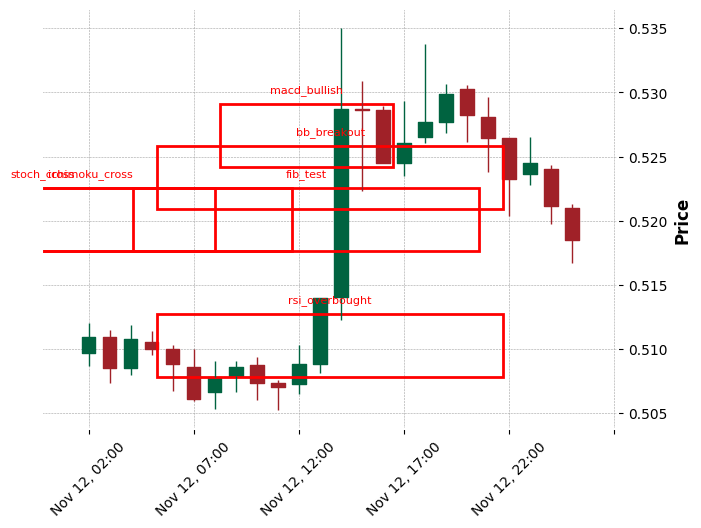 0.535
macd_bullish
0.530
bb_breakout
0.525
stoch_cross
ichimoku_cross
fib_test
0.520
Price
0.515
rsi_overbought
0.510
0.505
Nov 12, 02:00
Nov 12, 07:00
Nov 12, 12:00
Nov 12, 17:00
Nov 12, 22:00